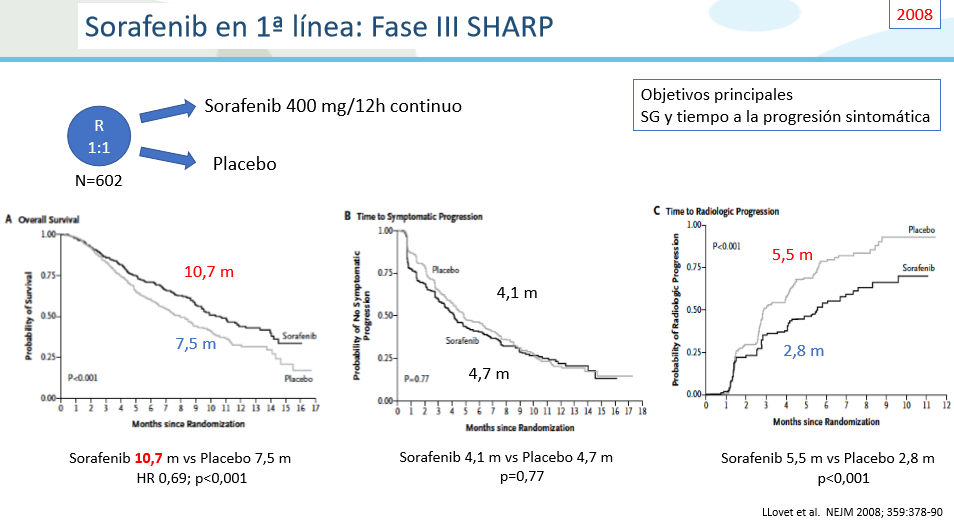 Sorafenib en 1ª línea: Fase III SHARP
2008
Objetivos principales
SG y tiempo a la progresión sintomática
R
1:1
N=602
Sorafenib 400 mg/12h continuo
Placebo
A Overall Survival
1.00
0.75
0.50
0.25
0.00
Probability of Survival
10,7 m
7,5 m
Sorafenib
Placebo
P<0.001
0 1 2 3 4 5 6 7 8 9 10 11 12 13 14 15 16 17
Months since Randomization
Sorafenib 10,7 m vs Placebo 7,5 m
HR 0,69; p<0,001
B Time to Symptomatic Progression
1.00
0.75
0.50
0.25
0.00
Probability of No Symptomatic
Progression
Placebo
4,1 m
Sorafenib
4,7 m
P=0.77
0 1 2 3 4 5 6 7 8 9 10 11 12 13 14 15 16 17 18
Months since Randomization
Sorafenib 4,1 m vs Placebo 4,7 m
p=0,77
C Time to Radiologic Progression
1.00
0.75
0.50
0.25
0.00
Probability of Radiologic Progression
P<0.001
5,5 m
Placebo
Sorafenib
2,8 m
0 1 2 3 4 5 6 7 8 9 10 11 12
Months since Randomization
Sorafenib 5,5 m vs Placebo 2,8 m
p<0,001
LLovet et al. NEJM 2008; 359:378-90